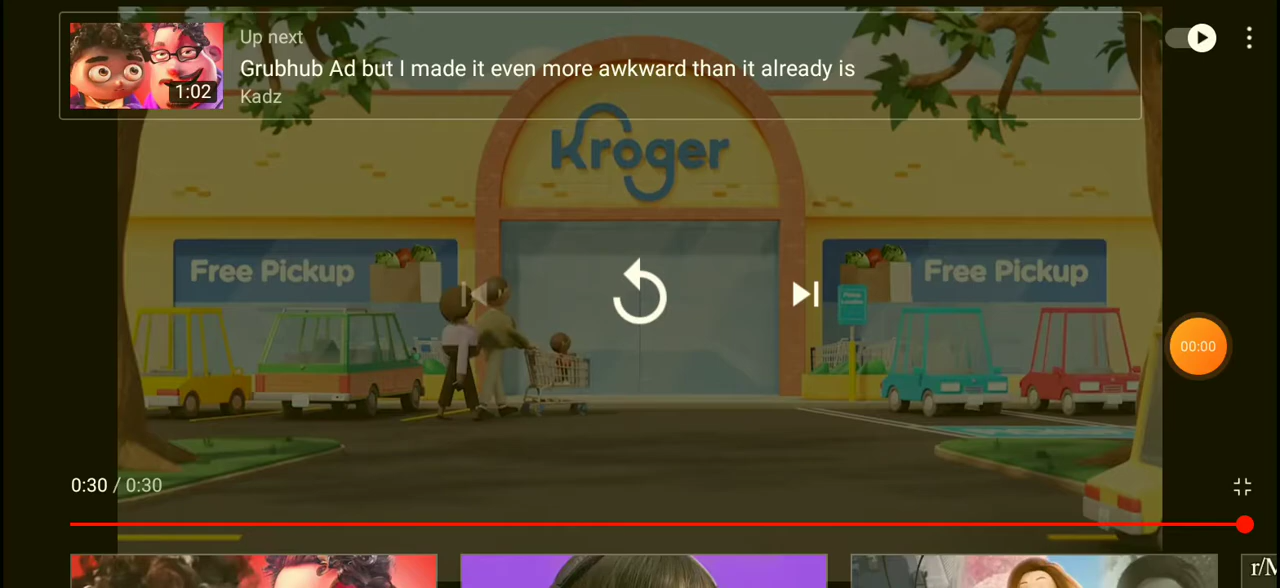 Up next
Grubhub Ad but I made it even more awkward than it already is
Kadz
1:02
Kroger
Free Pickup
Free Pickup
00:00
0:30 / 0:30